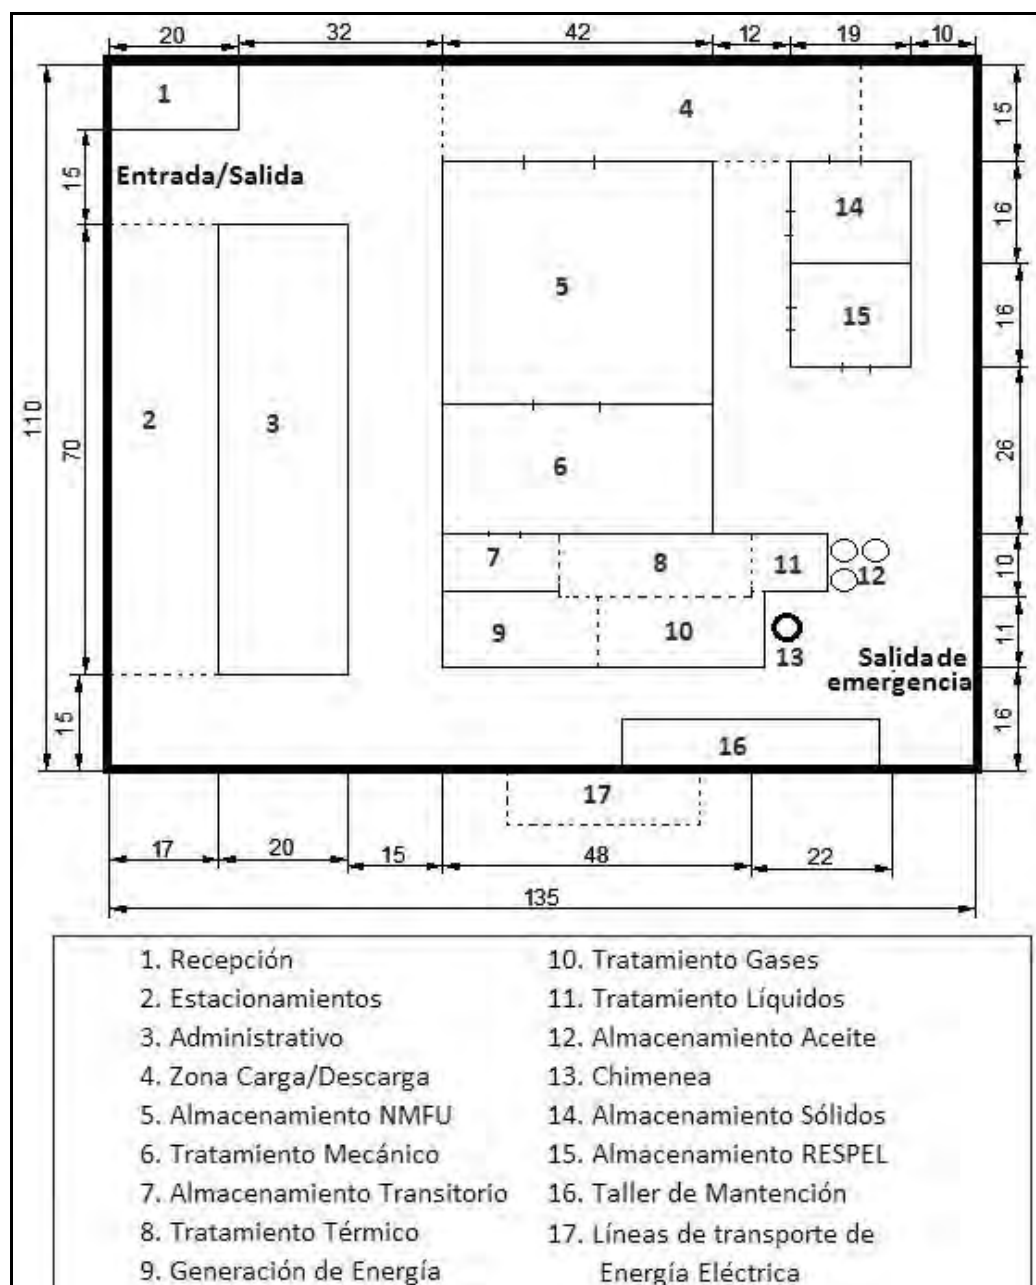 20 32 42 12 19 10
1
4
15
15
Entrada/Salida
14
16
5
15
16
110
70
2
3
6
26
7
8
11
12
10
9
10
13
11
Salida de
emergencia
15
16
16
17
17 20 15 48 22
135
1. Recepción
2. Estacionamientos
3. Administrativo
4. Zona Carga/Descarga
5. Almacenamiento NMFU
6. Tratamiento Mecánico
7. Almacenamiento Transitorio
8. Tratamiento Térmico
9. Generación de Energía
10. Tratamiento Gases
11. Tratamiento Líquidos
12. Almacenamiento Aceite
13. Chimenea
14. Almacenamiento Sólidos
15. Almacenamiento RESPEL
16. Taller de Mantención
17. Líneas de transporte de
Energía Eléctrica